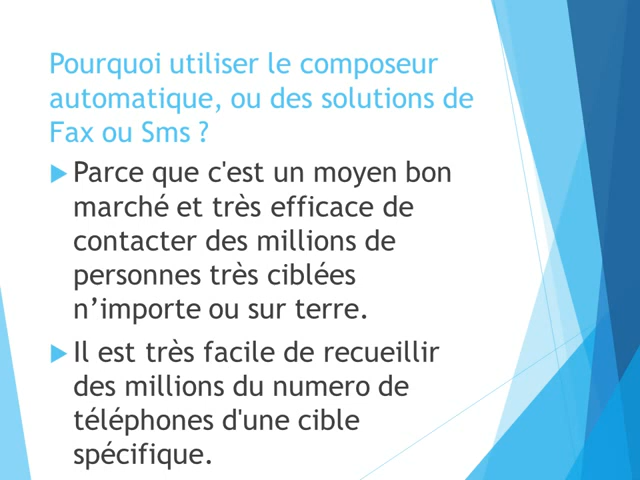 Pourquoi utiliser le composeur
automatique, ou des solutions de
Fax ou Sms ?
Parce que c'est un moyen bon
marché et très efficace de
contacter des millions de
personnes très ciblées
n’importe ou sur terre.
Il est très facile de recueillir
des millions du numero de
téléphones d'une cible
spécifique.